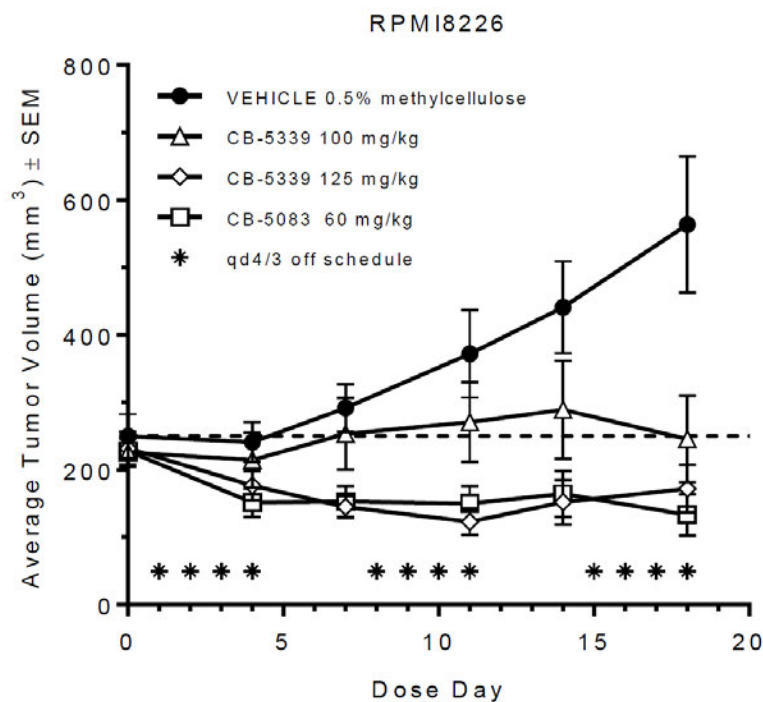 RPMI8226
800
600
400
200
0
Average Tumor Volume (mm³) ± SEM
VEHICLE 0.5% methylcellulose
CB-5339 100 mg/kg
CB-5339 125 mg/kg
CB-5083 60 mg/kg
qd4/3 off schedule
0 5 10 15 20
Dose Day